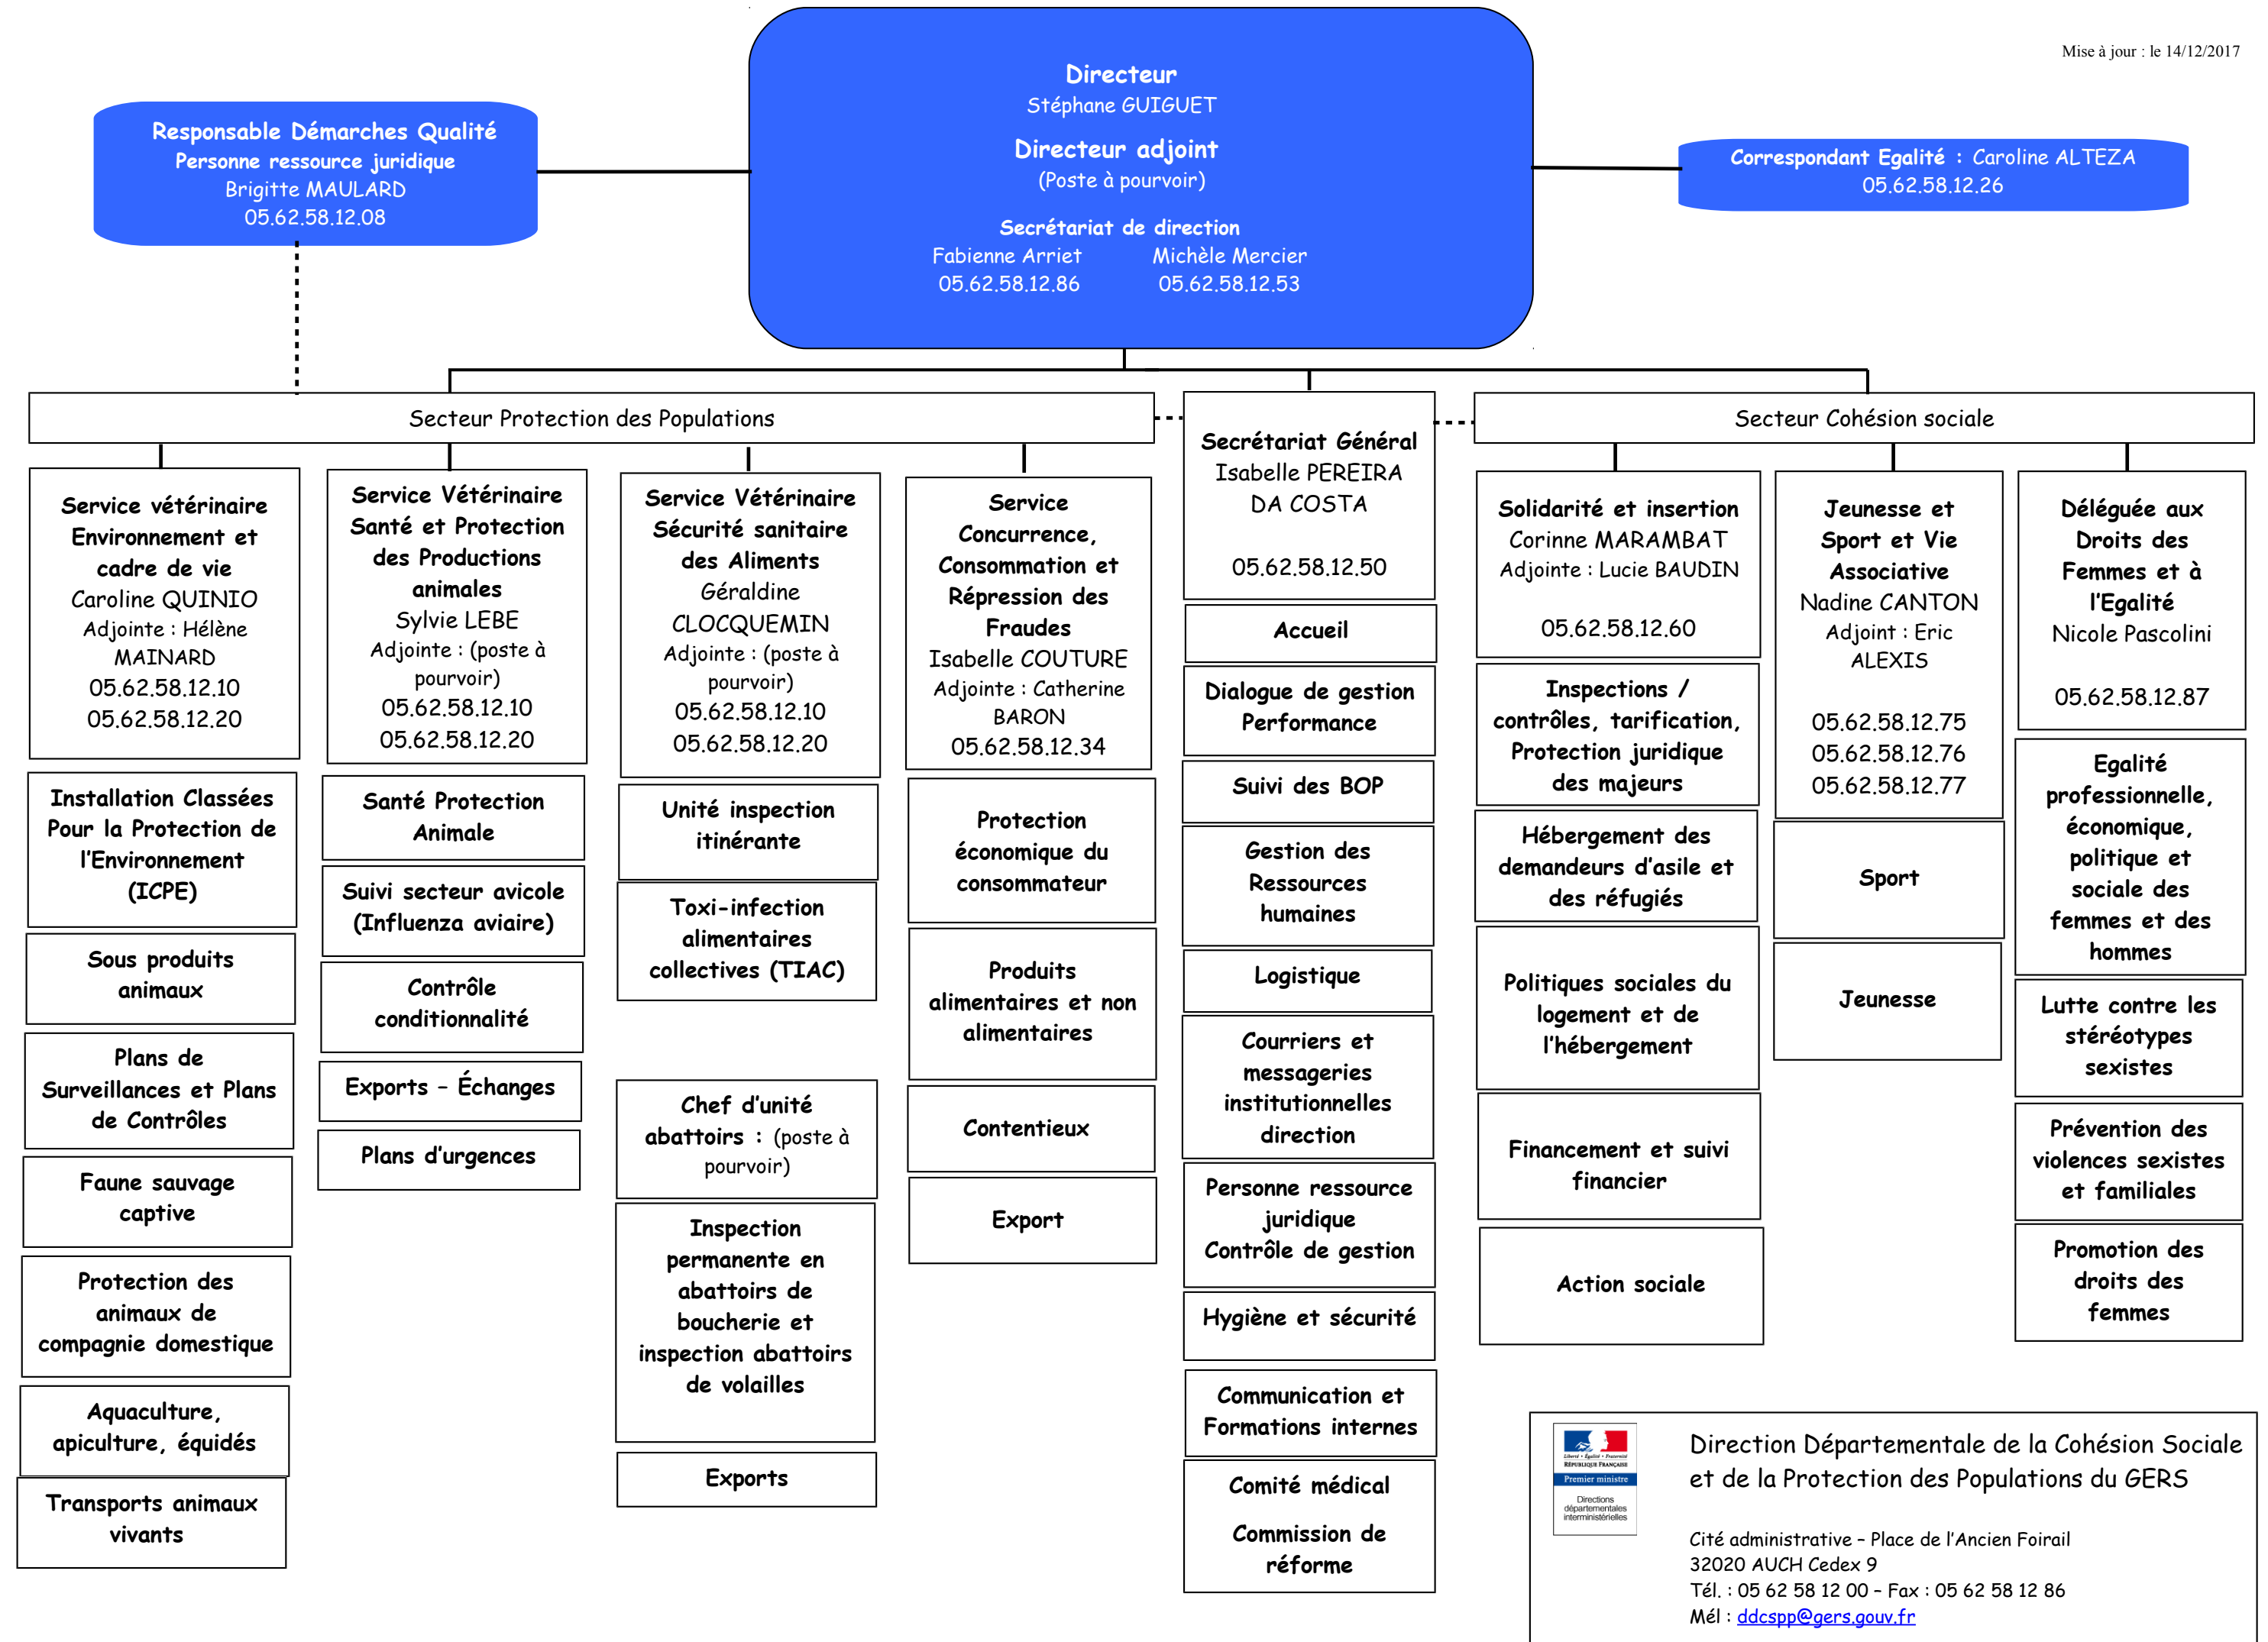 Mise à jour : le 14/12/2017
Directeur
Stéphane GUIGUET
Directeur adjoint
(Poste à pourvoir)
Secrétariat de direction
Fabienne Arriet Michèle Mercier
05.62.58.12.86 05.62.58.12.53
Responsable Démarches Qualité
Personne ressource juridique
Brigitte MAULARD
05.62.58.12.08
Correspondant Egalité : Caroline ALTEZA
05.62.58.12.26
Secteur Protection des Populations
Service vétérinaire
Environnement et
cadre de vie
Caroline QUINIO
Adjointe : Hélène
MAINARD
05.62.58.12.10
05.62.58.12.20
Installation Classées
Pour la Protection de
l'Environnement
(ICPE)
Sous produits
animaux
Plans de
Surveillances et Plans
de Contrôles
Faune sauvage
captive
Protection des
animaux de
compagnie domestique
Aquaculture,
apiculture, équidés
Transports animaux
vivants
Service Vétérinaire
Santé et Protection
des Productions
animales
Sylvie LEBE
Adjointe : (poste à
pourvoir)
05.62.58.12.10
05.62.58.12.20
Santé Protection
Animale
Suivi secteur avicole
(Influenza aviaire)
Contrôle
conditionnalité
Exports – Échanges
Plans d'urgences
Service Vétérinaire
Sécurité sanitaire
des Aliments
Géraldine
CLOCQUEMIN
Adjointe : (poste à
pourvoir)
05.62.58.12.10
05.62.58.12.20
Unité inspection
itinérante
Toxi-infection
alimentaires
collectives (TIAC)
Chef d'unité
abattoirs : (poste à
pourvoir)
Inspection
permanente en
abattoirs de
boucherie et
inspection abattoirs
de volailles
Exports
Service
Concurrence,
Consommation et
Répression des
Fraudes
Isabelle COUTURE
Adjointe : Catherine
BARON
05.62.58.12.34
Protection
économique du
consommateur
Produits
alimentaires et non
alimentaires
Contentieux
Export
Secrétariat Général
Isabelle PEREIRA
DA COSTA
05.62.58.12.50
Accueil
Dialogue de gestion
Performance
Suivi des BOP
Gestion des
Ressources
humaines
Logistique
Courriers et
messageries
institutionnelles
direction
Personne ressource
juridique
Contrôle de gestion
Hygiène et sécurité
Communication et
Formations internes
Comité médical
Commission de
réforme
Secteur Cohésion sociale
Solidarité et insertion
Corinne MARAMBAT
Adjointe : Lucie BAUDIN
05.62.58.12.60
Inspections /
contrôles, tarification,
Protection juridique
des majeurs
Hébergement des
demandeurs d'asile et
des réfugiés
Politiques sociales du
logement et de
l'hébergement
Financement et suivi
financier
Action sociale
Jeunesse et
Sport et Vie
Associative
Nadine CANTON
Adjoint : Eric
ALEXIS
05.62.58.12.75
05.62.58.12.76
05.62.58.12.77
Sport
Jeunesse
Déléguée aux
Droits des
Femmes et à
l'Egalité
Nicole Pascolini
05.62.58.12.87
Egalité
professionnelle,
économique,
politique et
sociale des
femmes et des
hommes
Lutte contre les
stéréotypes
sexistes
Prévention des
violences sexistes
et familiales
Promotion des
droits des
femmes
Liberté • Égalité • Fraternité
RÉPUBLIQUE FRANÇAISE
Premier ministre
Directions
départementales
interministérielles
Direction Départementale de la Cohésion Sociale
et de la Protection des Populations du GERS
Cité administrative – Place de l'Ancien Foirail
32020 AUCH Cedex 9
Tél. : 05 62 58 12 00 – Fax : 05 62 58 12 86
Mél : ddcspp@gers.gouv.fr